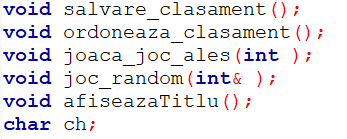 void salvare_clasament();
void ordoneaza_clasament();
void joaca_joc_ales(int );
void joc_random(int& );
void afiseazaTitlu();
char ch;